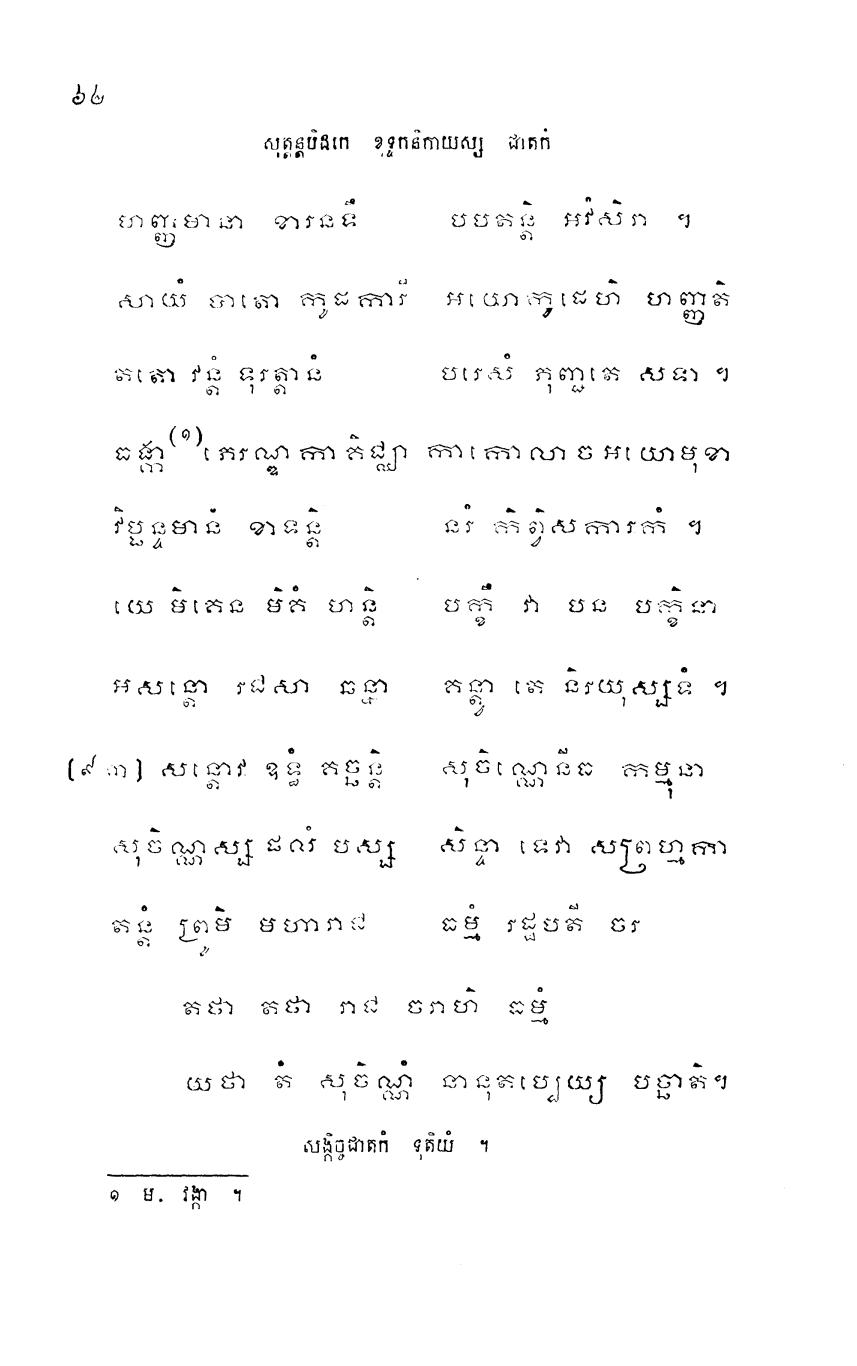 ៦៤
សុត្តន្តបិដកេ ខុទ្ទកនិកាយស្ស ជាតកំ
ហញ្ញមានា ខារនទឹ បបតន្តិ អវំសិរា ។
សាយំ បាតោ កូដការី អយោកូដេហិ ហញ្ញតិ
តតោ វន្តំ ទុរត្តានំ បរេសំ ភុញ្ជតេ សទា ។
ធង្កា(១) ភេរណ្ឌកា គិជ្ឈា កាកោលា ច អយោមុខា
វិប្ផន្ទមានំ ខាទន្តិ នរំ កិព្វិសការកំ ។
យេ មិគេន មិគំ ហន្តិ បក្ខឹ វា បន បក្ខិនា
អសន្តោ រជសា ឆន្នា គន្ត្វា តេ និរយុស្សទំ ។
(៩៣) សន្តោវ ឧទ្ធំ គច្ឆន្តិ សុចិណ្ណេនីធ កម្មុនា
សុចិណ្ណស្ស ផលំ បស្ស សិន្ទា ទេវា សព្រហ្មកា
តន្តំ ព្រូមិ មហារាជ ធម្មំ រដ្ឋបតី ចរ
តថា តថា រាជ ចរាហិ ធម្មំ
យថា តំ សុចិណ្ណំ នានុតប្បេយ្យ បច្ឆាតិ។
សង្កិច្ចជាតកំ ទុតិយំ ។
១ ម. វង្កា ។